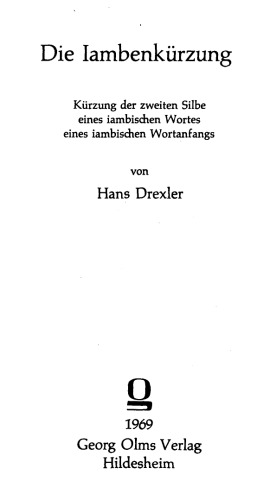 Die Iambenkürzung
Kürzung der zweiten Silbe
eines iambischen Wortes
eines iambischen Wortanfangs
von
Hans Drexler
1969
Georg Olms Verlag
Hildesheim